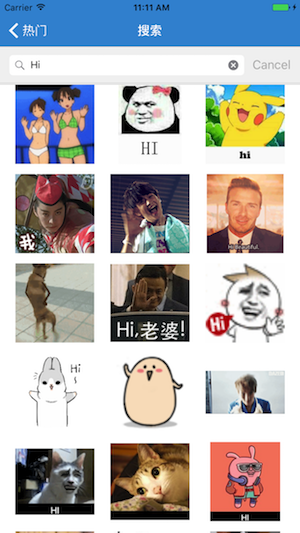 Carrier 11:11 AM
热门 搜索
Hi Cancel
HI hi
我 Hi Beautiful.
Hi,老婆! Hi
Hi
HI HI